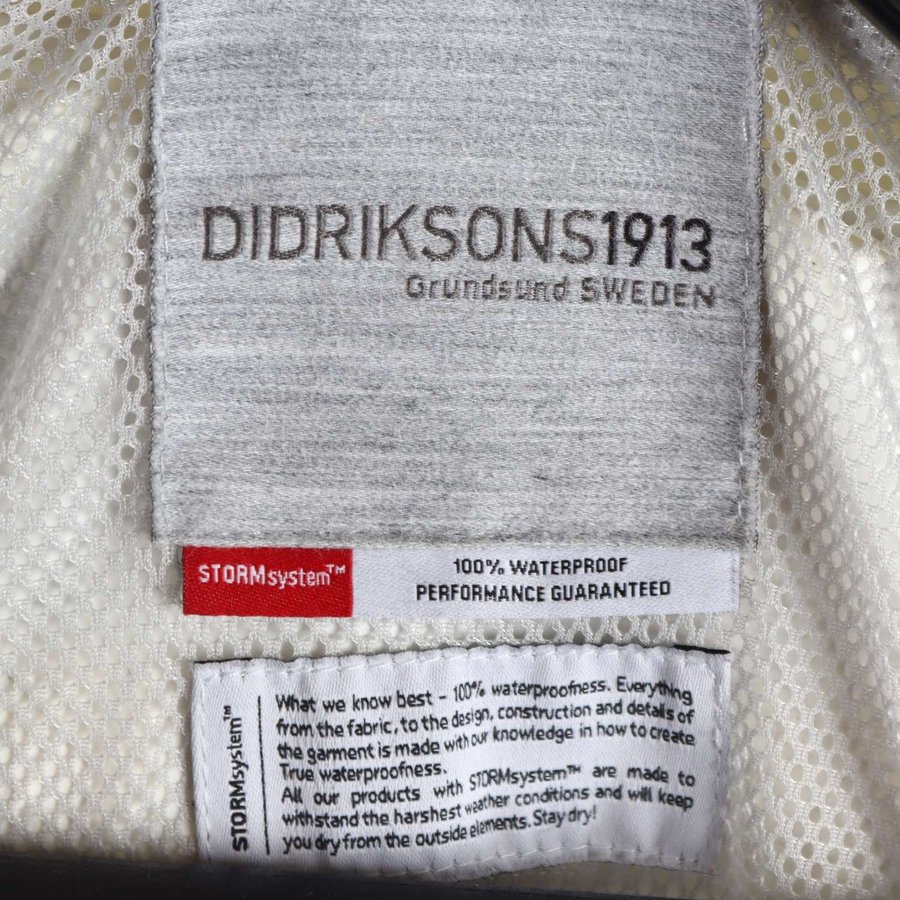 DIDRIKSONS1913
Grundsund SWEDEN
STORMsystem™
100% WATERPROOF
PERFORMANCE GUARANTEED
STORMsystem™
What we know best - 100% waterproofness. Everything
from the fabric, to the design, construction and details of
the garment is made with our knowledge in how to create
True waterproofness.
All our products with STORMsystem™ are made to
withstand the harshest weather conditions and will keep
you dry from the outside elements. Stay dry!